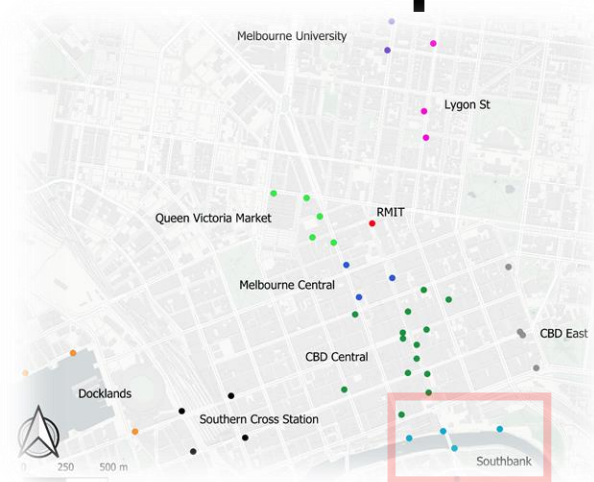 Melbourne University
Lygon St
RMIT
Queen Victoria Market
Melbourne Central
CBD East
CBD Central
Docklands
Southern Cross Station
Southbank
0 250 500 m